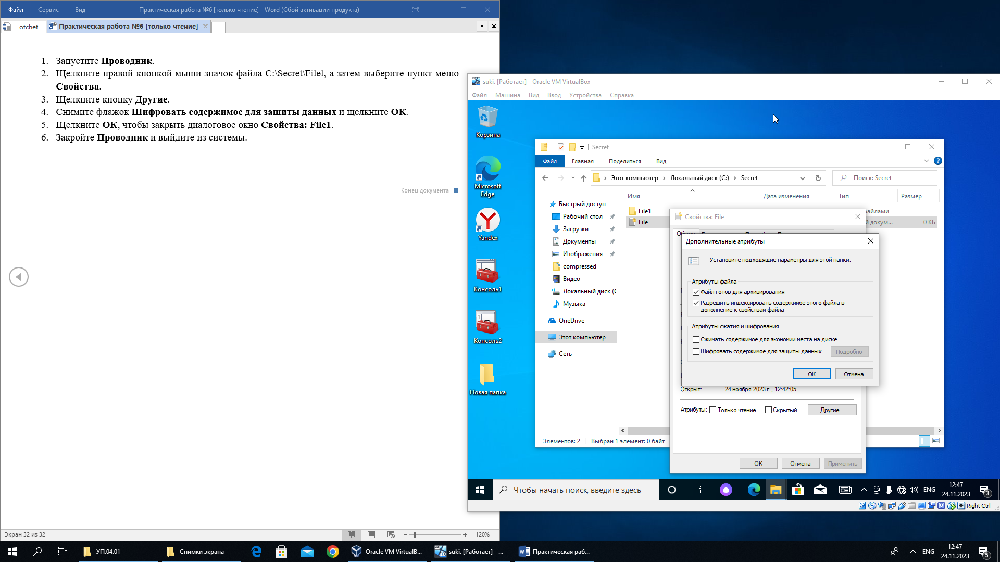 Файл Сервис Вид Практическая работа №6 [только чтение] - Word (Сбой активации продукта)
otchet Практическая работа №6 [только чтение]
1. Запустите Проводник.
2. Щелкните правой кнопкой мыши значок файла C:\Secret\Filel, а затем выберите пункт меню
Свойства.
3. Щелкните кнопку Другие.
4. Снимите флажок Шифровать содержимое для зашиты данных и щелкните ОК.
5. Щелкните ОК, чтобы закрыть диалоговое окно Свойства: File1.
6. Закройте Проводник и выйдите из системы.
Конец документа
Экран 32 из 32
120%
suki. [Работает] - Oracle VM VirtualBox
Файл Машина Вид Ввод Устройства Справка
Корзина
Microsoft
Edge
Yandex
Консоль1
Консоль2
Новая папка
Secret
Файл Главная Поделиться Вид
Этот компьютер Локальный диск (C:) Secret
Поиск: Secret
Имя Дата изменения Тип Размер
File1
File 0 КБ
Быстрый доступ
Рабочий стол
Загрузки
Документы
Изображения
compressed
Видео
Локальный диск (C
Музыка
OneDrive
Этот компьютер
Сеть
Элементов: 2 Выбран 1 элемент: 0 байт
Свойства: File
Дополнительные атрибуты
Установите подходящие параметры для этой папки.
Атрибуты файла
Файл готов для архивирования
Разрешить индексировать содержимое этого файла в
дополнение к свойствам файла
Атрибуты сжатия и шифрования
Сжимать содержимое для экономии места на диске
Шифровать содержимое для защиты данных Подробно
ОК Отмена
Открыт: 24 ноября 2023 г., 12:42:05
Атрибуты: Только чтение Скрытый Другие...
ОК Отмена Применить
Чтобы начать поиск, введите здесь
ENG
12:47
24.11.2023
3
Right Ctrl
УП.04.01 Снимки экрана Oracle VM VirtualB... suki. [Работает] - ... Практическая раб...
ENG
12:47
24.11.2023
5